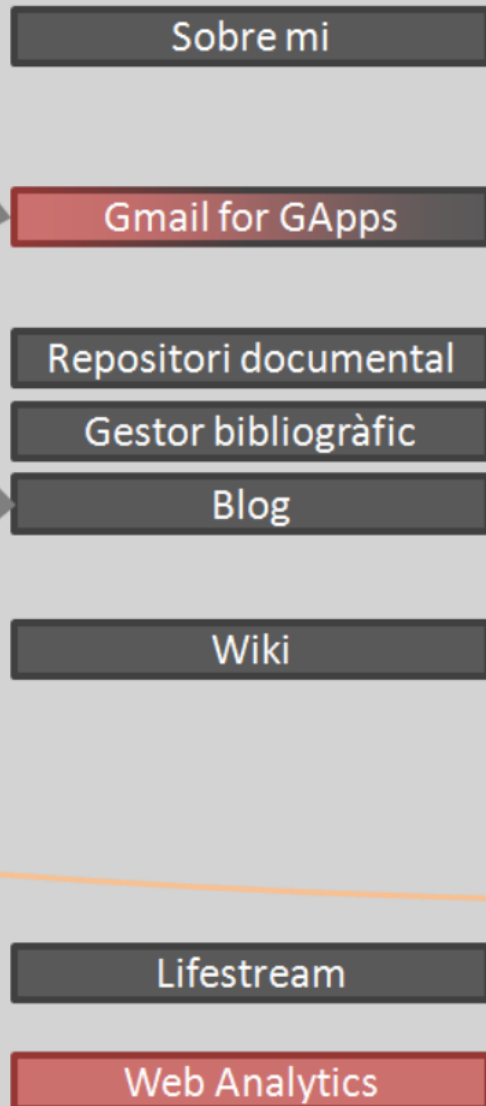 Sobre mi
Gmail for GApps
Repositori documental
Gestor bibliogràfic
Blog
Wiki
Lifestream
Web Analytics